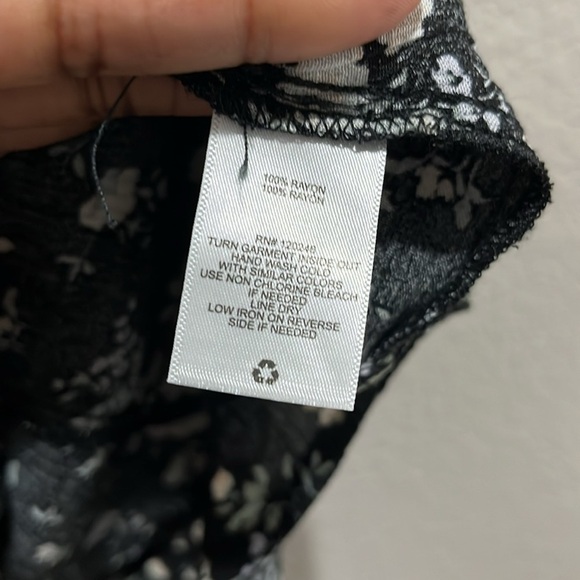 100% RAYON
100% RAYON
RN# 120246
TURN GARMENT INSIDE OUT
HAND WASH COLD
WITH SIMILAR COLORS
USE NON CHLORINE BLEACH
IF NEEDED
LINE DRY
LOW IRON ON REVERSE
SIDE IF NEEDED